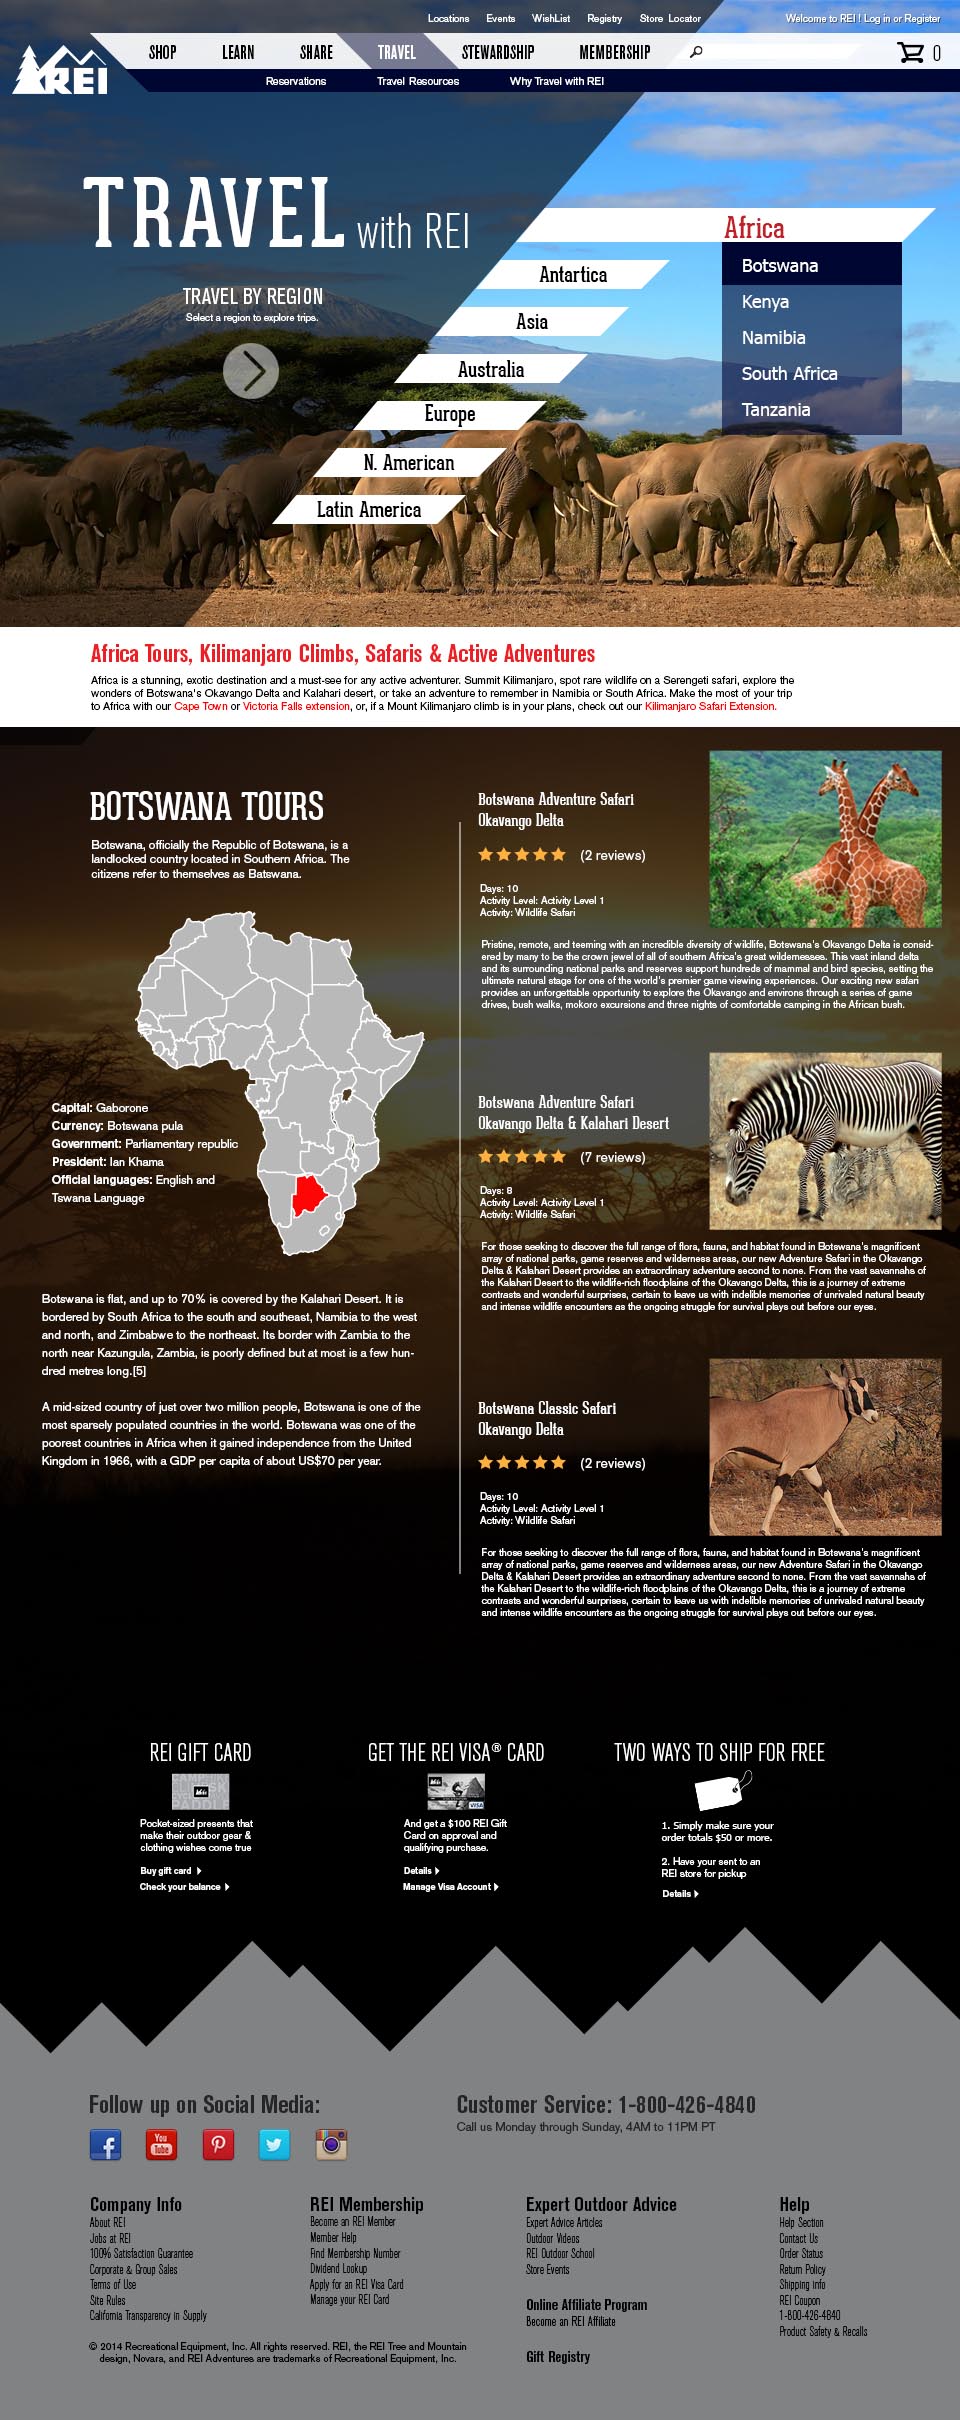 Locations Events WishList Registry Store Locator Welcome to REI ! Log in or Register
SHOP LEARN SHARE TRAVEL STEWARDSHIP MEMBERSHIP 0
REI
Reservations Travel Resources Why Travel with REI
TRAVEL with REI
TRAVEL BY REGION
Select a region to explore trips.
Africa
Botswana
Kenya
Namibia
South Africa
Tanzania
Antartica
Asia
Australia
Europe
N. American
Latin America
Africa Tours, Kilimanjaro Climbs, Safaris & Active Adventures
Africa is a stunning, exotic destination and a must-see for any active adventurer. Summit Kilimanjaro, spot rare wildlife on a Serengeti safari, explore the
wonders of Botswana's Okavango Delta and Kalahari desert, or take an adventure to remember in Namibia or South Africa. Make the most of your trip
to Africa with our Cape Town or Victoria Falls extension, or, if a Mount Kilimanjaro climb is in your plans, check out our Kilimanjaro Safari Extension.
BOTSWANA TOURS
Botswana, officially the Republic of Botswana, is a
landlocked country located in Southern Africa. The
citizens refer to themselves as Batswana.
Capital: Gaborone
Currency: Botswana pula
Government: Parliamentary republic
President: Ian Khama
Official languages: English and
Tswana Language
Botswana is flat, and up to 70% is covered by the Kalahari Desert. It is
bordered by South Africa to the south and southeast, Namibia to the west
and north, and Zimbabwe to the northeast. Its border with Zambia to the
north near Kazungula, Zambia, is poorly defined but at most is a few hun-
dred metres long.[5]
A mid-sized country of just over two million people, Botswana is one of the
most sparsely populated countries in the world. Botswana was one of the
poorest countries in Africa when it gained independence from the United
Kingdom in 1966, with a GDP per capita of about US$70 per year.
Botswana Adventure Safari
Okavango Delta
(2 reviews)
Days: 10
Activity Level: Activity Level 1
Activity: Wildlife Safari
Pristine, remote, and teeming with an incredible diversity of wildlife, Botswana's Okavango Delta is consid-
ered by many to be the crown jewel of all of southern Africa's great wildernesses. This vast inland delta
and its surrounding national parks and reserves support hundreds of mammal and bird species, setting the
ultimate natural stage for one of the world's premier game viewing experiences. Our exciting new safari
provides an unforgettable opportunity to explore the Okavango and environs through a series of game
drives, bush walks, mokoro excursions and three nights of comfortable camping in the African bush.
Botswana Adventure Safari
Okavango Delta & Kalahari Desert
(7 reviews)
Days: 8
Activity Level: Activity Level 1
Activity: Wildlife Safari
For those seeking to discover the full range of flora, fauna, and habitat found in Botswana's magnificent
array of national parks, game reserves and wilderness areas, our new Adventure Safari in the Okavango
Delta & Kalahari Desert provides an extraordinary adventure second to none. From the vast savannahs of
the Kalahari Desert to the wildlife-rich floodplains of the Okavango Delta, this is a journey of extreme
contrasts and wonderful surprises, certain to leave us with indelible memories of unrivaled natural beauty
and intense wildlife encounters as the ongoing struggle for survival plays out before our eyes.
Botswana Classic Safari
Okavango Delta
(2 reviews)
Days: 10
Activity Level: Activity Level 1
Activity: Wildlife Safari
For those seeking to discover the full range of flora, fauna, and habitat found in Botswana's magnificent
array of national parks, game reserves and wilderness areas, our new Adventure Safari in the Okavango
Delta & Kalahari Desert provides an extraordinary adventure second to none. From the vast savannahs of
the Kalahari Desert to the wildlife-rich floodplains of the Okavango Delta, this is a journey of extreme
contrasts and wonderful surprises, certain to leave us with indelible memories of unrivaled natural beauty
and intense wildlife encounters as the ongoing struggle for survival plays out before our eyes.
REI GIFT CARD
Pocket-sized presents that
make their outdoor gear &
clothing wishes come true
Buy gift card
Check your balance
GET THE REI VISA® CARD
VISA
And get a $100 REI Gift
Card on approval and
qualifying purchase.
Details
Manage Visa Account
TWO WAYS TO SHIP FOR FREE
1. Simply make sure your
order totals $50 or more.
2. Have your sent to an
REI store for pickup
Details
Follow up on Social Media:
You
Tube
Customer Service: 1-800-426-4840
Call us Monday through Sunday, 4AM to 11PM PT
Company Info
About REI
Jobs at REI
100% Satisfaction Guarantee
Corporate & Group Sales
Terms of Use
Site Rules
California Transparency in Supply
REI Membership
Become an REI Member
Member Help
Find Membership Number
Dividend Lookup
Apply for an REI Visa Card
Manage your REI Card
Expert Outdoor Advice
Expert Advice Articles
Outdoor Videos
REI Outdoor School
Store Events
Online Affiliate Program
Become an REI Affiliate
Gift Registry
Help
Help Section
Contact Us
Order Status
Return Policy
Shipping info
REI Coupon
1-800-426-4840
Product Safety & Recalls
© 2014 Recreational Equipment, Inc. All rights reserved. REI, the REI Tree and Mountain
design, Novara, and REI Adventures are trademarks of Recreational Equipment, Inc.